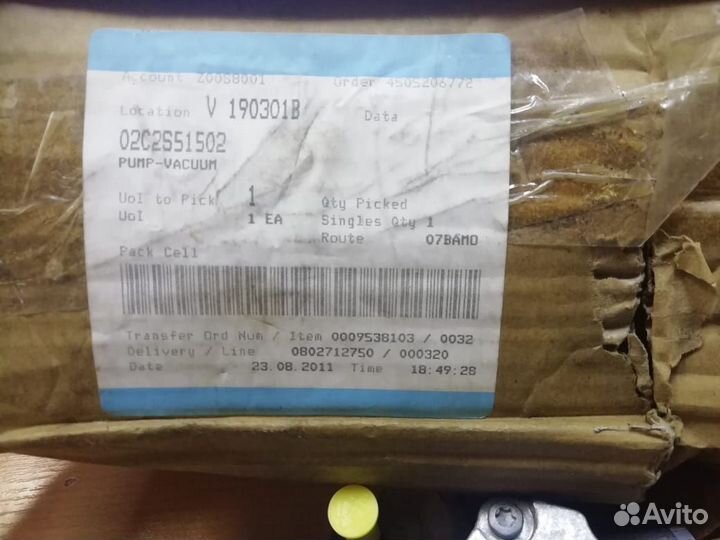 Account Z00S8001 Order 4505206772
Location V 190301B Data
02C2S51502
PUMP-VACUUM
UoI to Pick 1 Qty Picked
UoI 1 EA Singles Qty 1
Route 07BAMO
Pack Cell
Transfer Ord Num / Item 0009538103 / 0032
Delivery / Line 0802712750 / 000320
Date 23.08.2011 Time 18:49:28
Avito